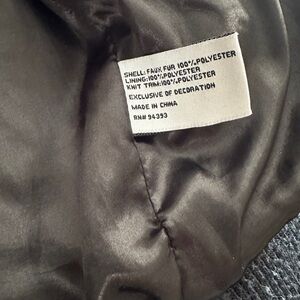 SHELL: FAUX FUR 100% POLYESTER
LINING:100% POLYESTER
KNIT TRIM:100% POLYESTER
EXCLUSIVE OF DECORATION
MADE IN CHINA
RN# 94393